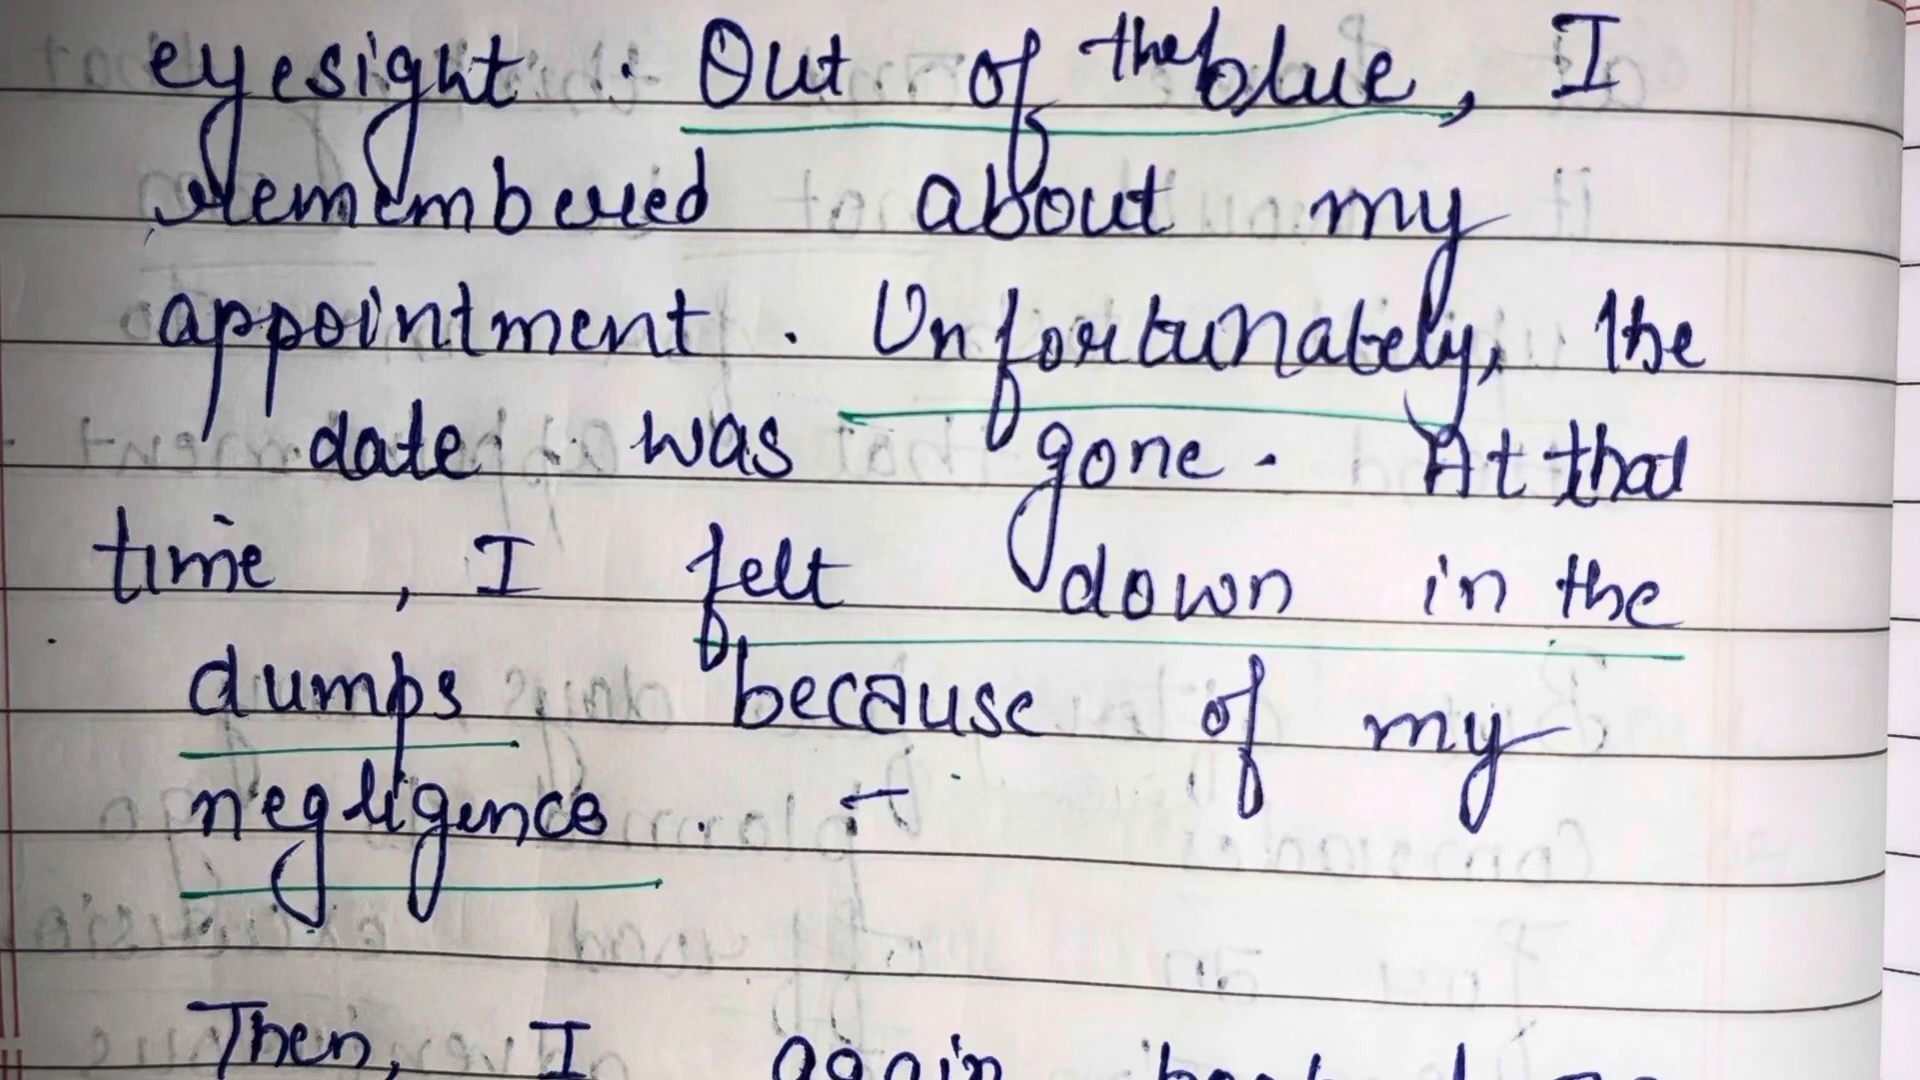 eyesight. Out of the blue, I
remembered about my
appointment. Unfortunately, the
date was gone. At that
time, I felt down in the
dumps because of my
negligence.
Then, I again